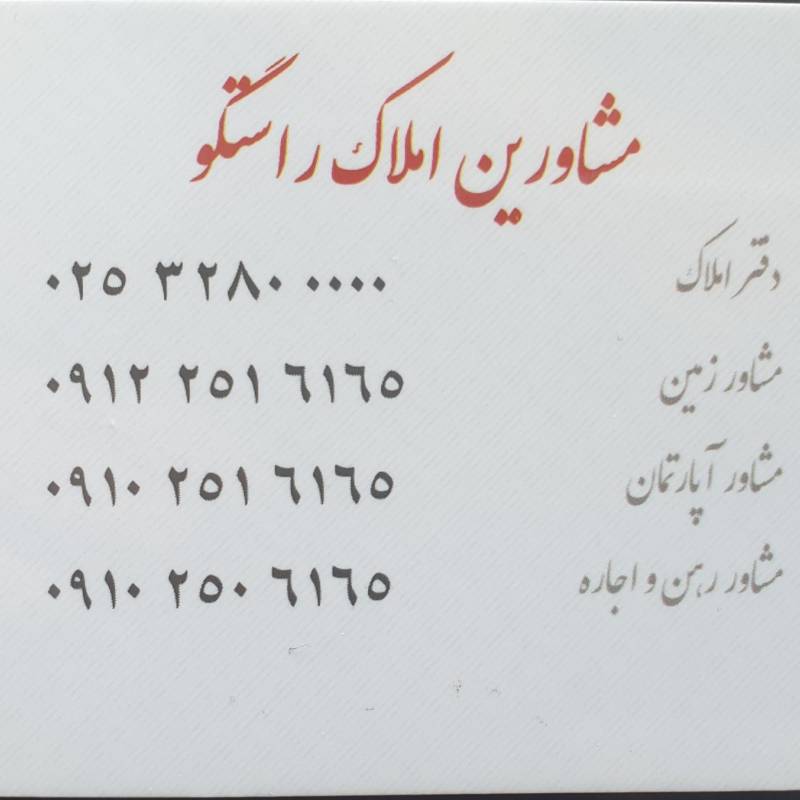 مشاورین املاک راستگو
دفتر املاک ۰۲۵ ۳۲۸۰ ۰۰۰۰
مشاور زمین ۰۹۱۲ ۲۵۱ ۶۱۶۵
مشاور آپارتمان ۰۹۱۰ ۲۵۱ ۶۱۶۵
مشاور رهن و اجاره ۰۹۱۰ ۲۵۰ ۶۱۶۵